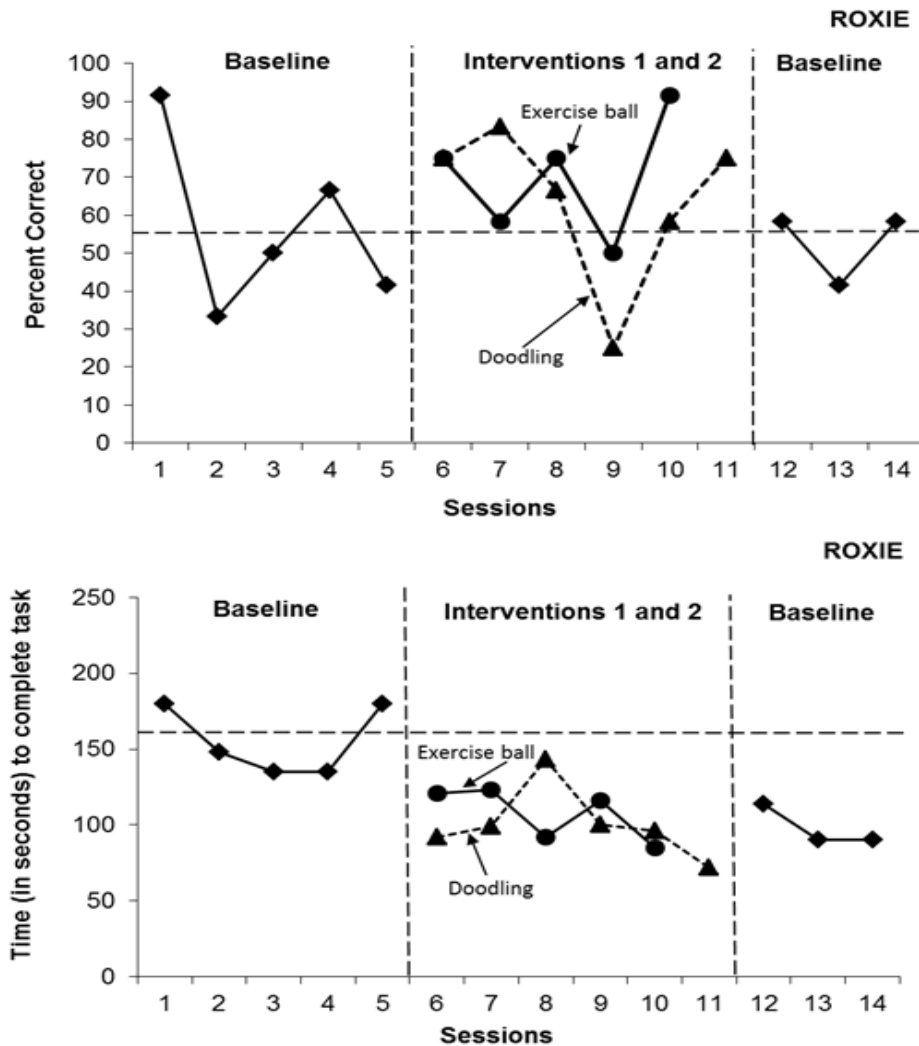 ROXIE
Baseline
Interventions 1 and 2
Baseline
Percent Correct
100
90
80
70
60
50
40
30
20
10
0
Exercise ball
Doodling
1 2 3 4 5 6 7 8 9 10 11 12 13 14
Sessions
ROXIE
Baseline
Interventions 1 and 2
Baseline
Time (in seconds) to complete task
250
200
150
100
50
0
Exercise ball
Doodling
1 2 3 4 5 6 7 8 9 10 11 12 13 14
Sessions